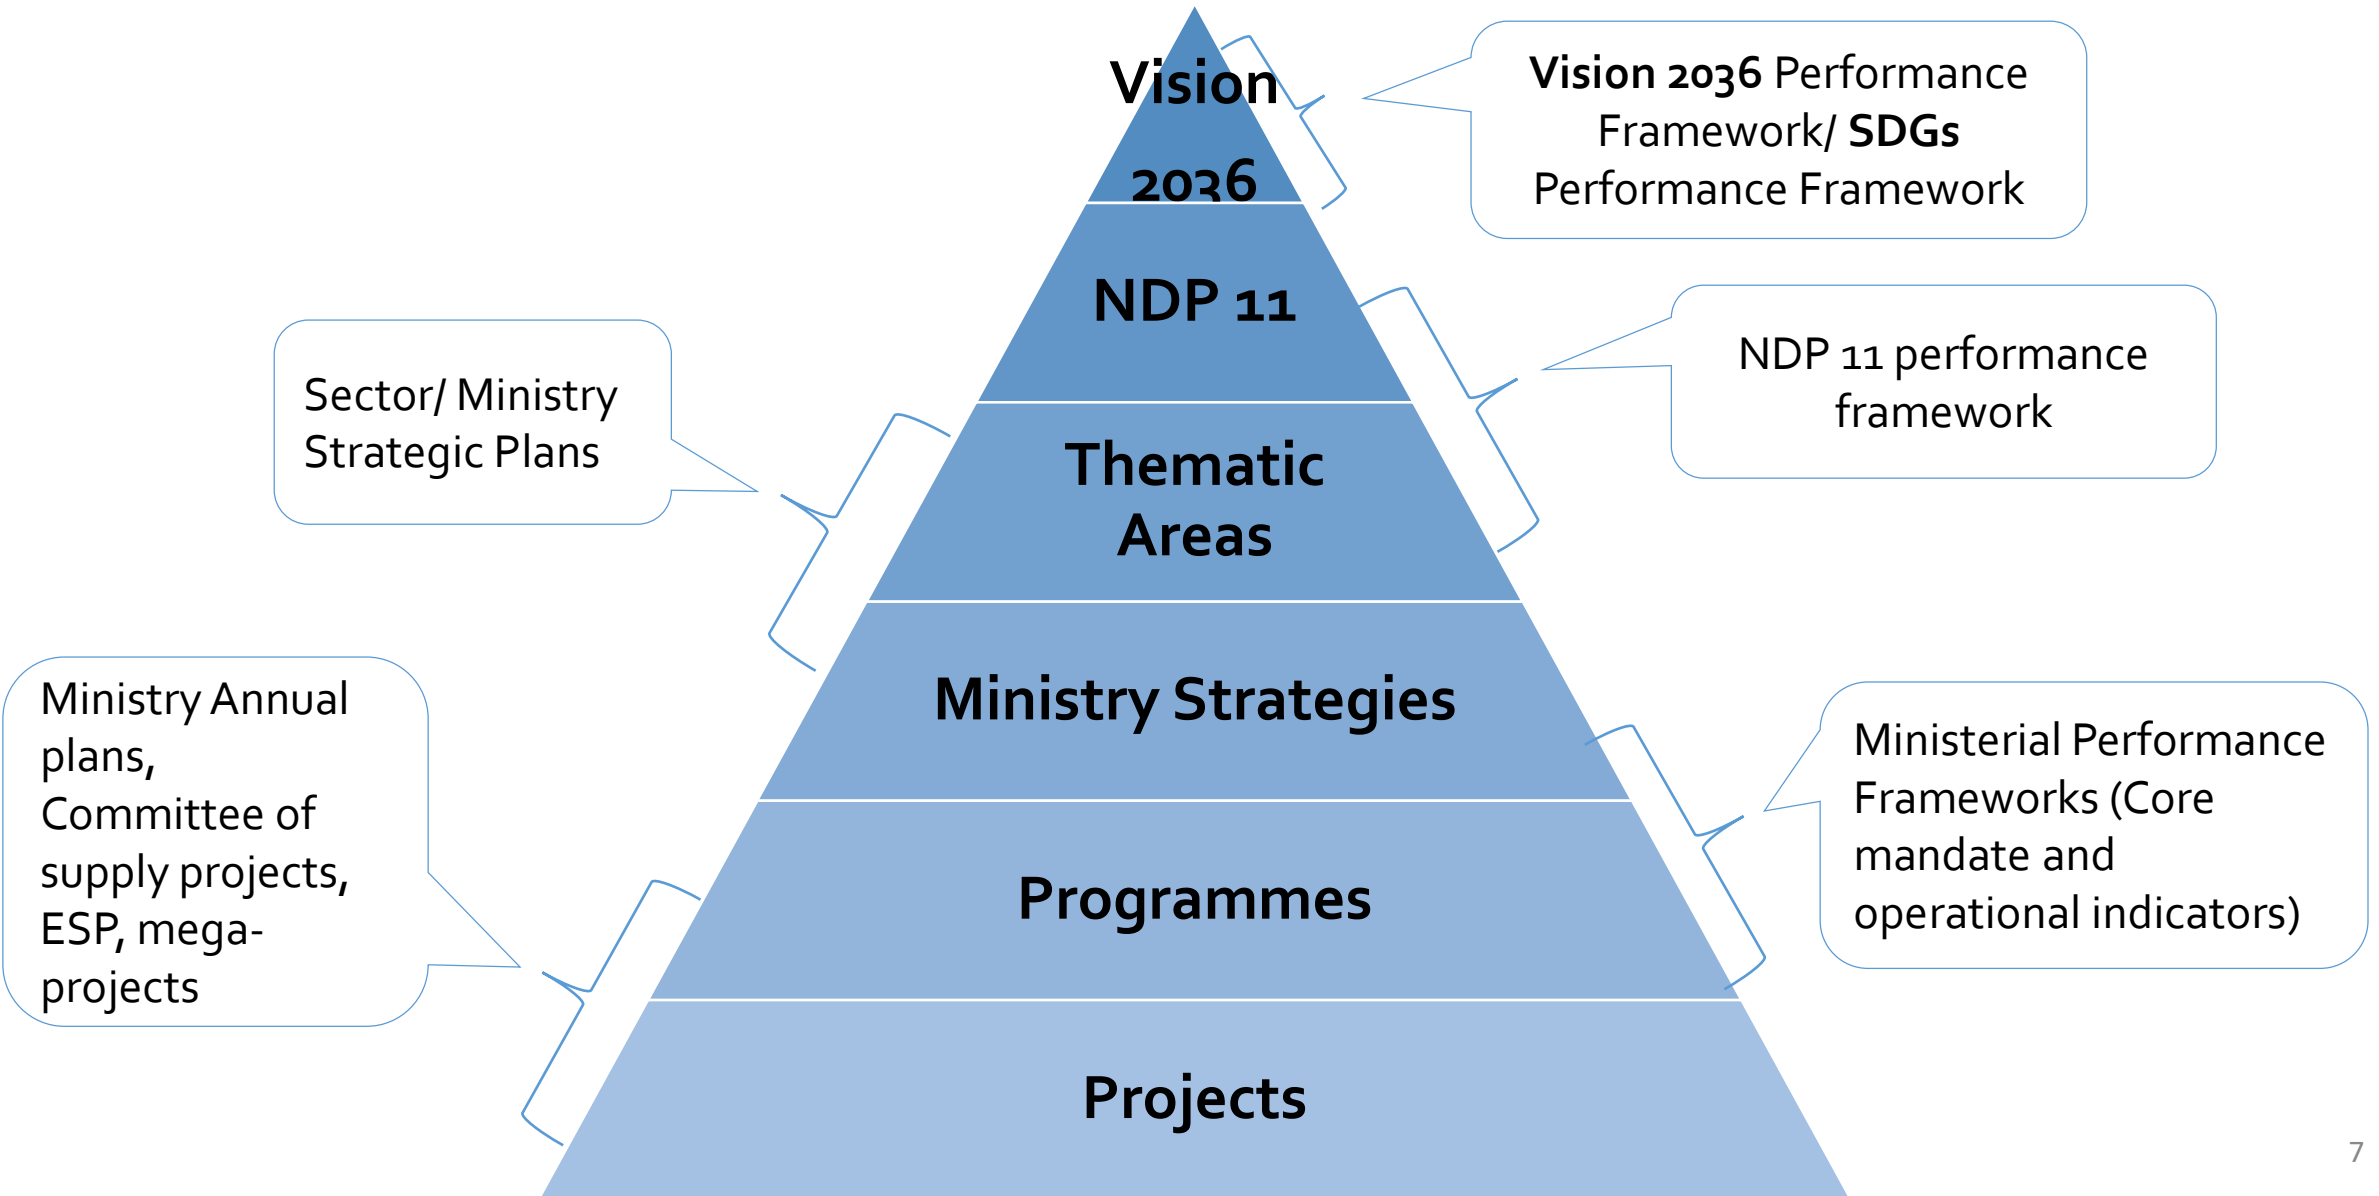 Vision
2036
Vision 2036 Performance
Framework/ SDGs
Performance Framework
NDP 11
NDP 11 performance
framework
Sector/ Ministry
Strategic Plans
Thematic
Areas
Ministry Strategies
Ministry Annual
plans,
Committee of
supply projects,
ESP, mega-
projects
Ministerial Performance
Frameworks (Core
mandate and
operational indicators)
Programmes
Projects
7